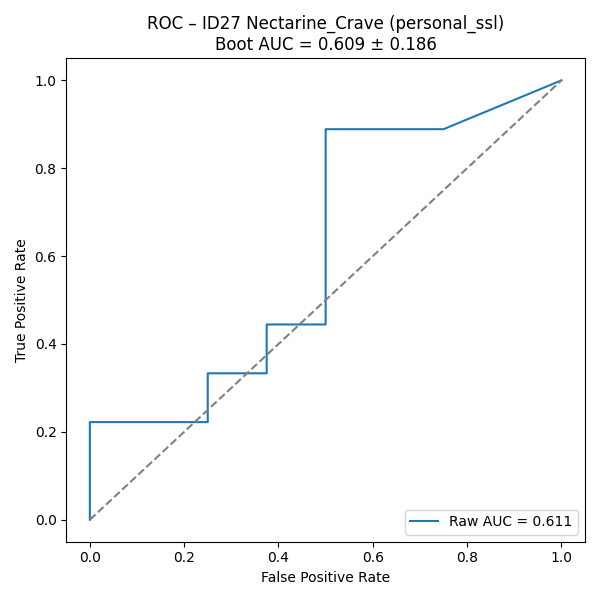 ROC – ID27 Nectarine_Crave (personal_ssl)
Boot AUC = 0.609 ± 0.186
True Positive Rate
1.0
0.8
0.6
0.4
0.2
0.0
Raw AUC = 0.611
0.0 0.2 0.4 0.6 0.8 1.0
False Positive Rate